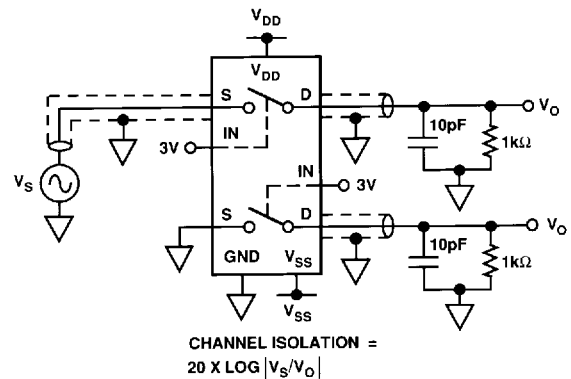 VDD
VDD
S
D
VO
IN
10pF
1kΩ
3V
VS
IN
3V
S
D
VO
GND
VSS
10pF
1kΩ
VSS
CHANNEL ISOLATION =
20 X LOG |VS/VO|